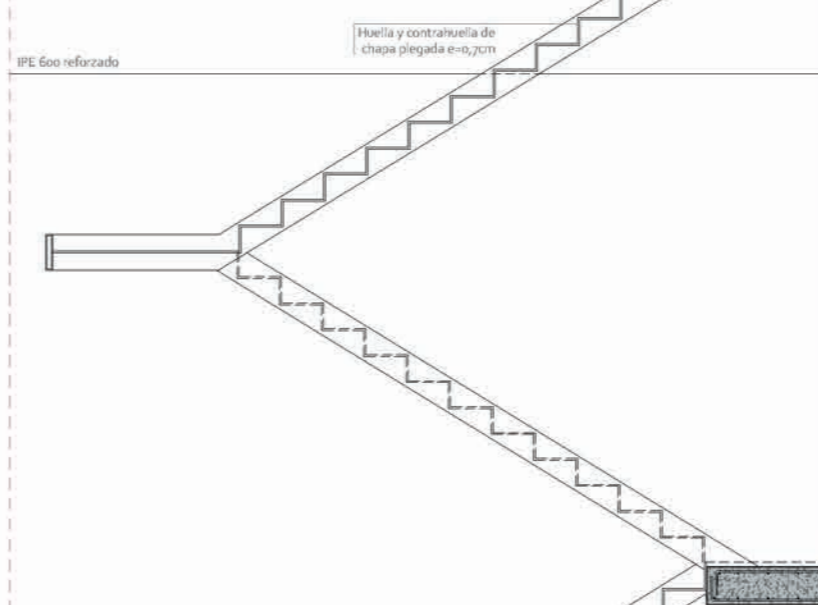 Huella y contrahuella de
chapa plegada e=0,7cm
IPE 600 reforzado